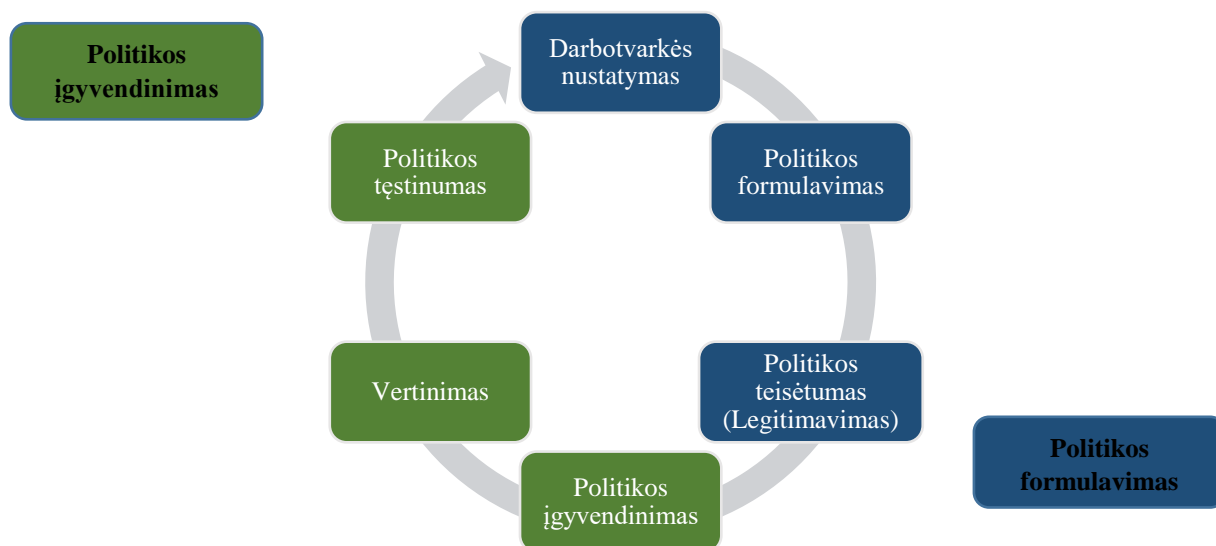 Politikos
įgyvendinimas
Darbotvarkės
nustatymas
Politikos
formulavimas
Politikos
teisėtumas
(Legitimavimas)
Politikos
įgyvendinimas
Vertinimas
Politikos
tęstinumas
Politikos
formulavimas